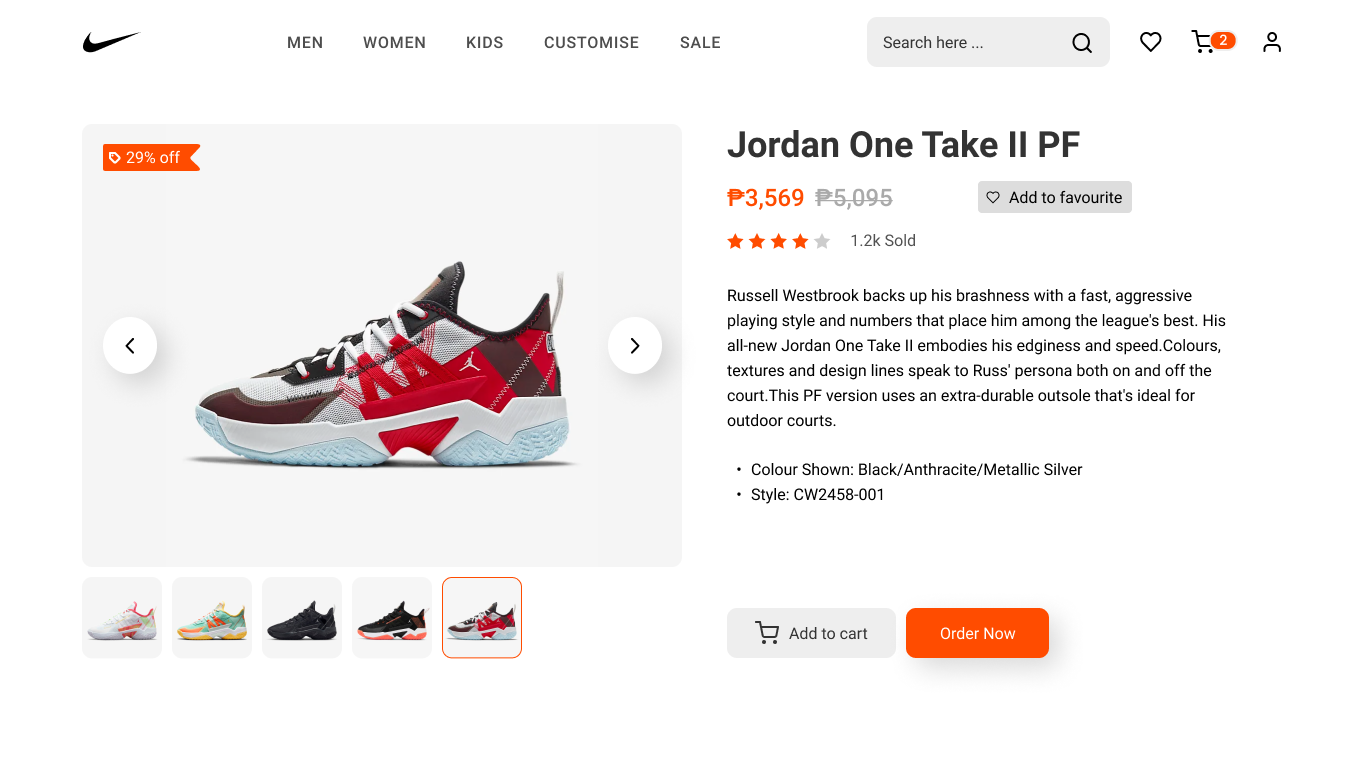 MEN WOMEN KIDS CUSTOMISE SALE
Search here ...
2
29% off
Jordan One Take II PF
₱3,569 ₱5,095
Add to favourite
1.2k Sold
Russell Westbrook backs up his brashness with a fast, aggressive
playing style and numbers that place him among the league's best. His
all-new Jordan One Take II embodies his edginess and speed.Colours,
textures and design lines speak to Russ' persona both on and off the
court.This PF version uses an extra-durable outsole that's ideal for
outdoor courts.
• Colour Shown: Black/Anthracite/Metallic Silver
• Style: CW2458-001
Add to cart
Order Now